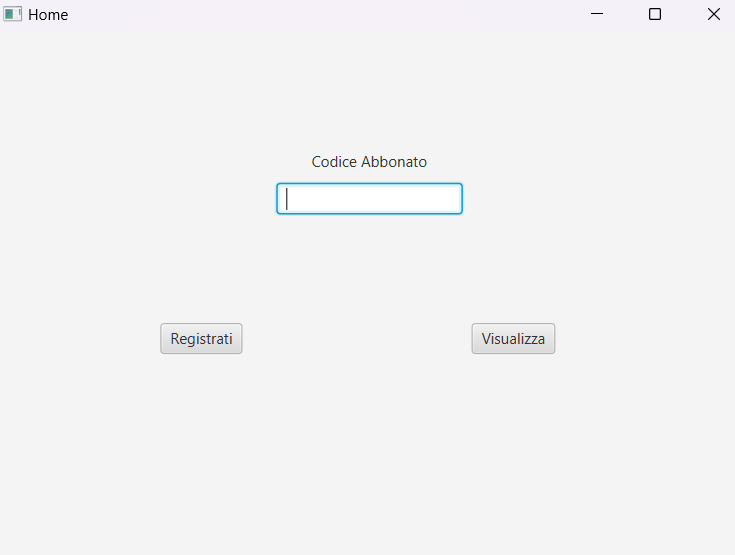 Home
Codice Abbonato
Registrati
Visualizza